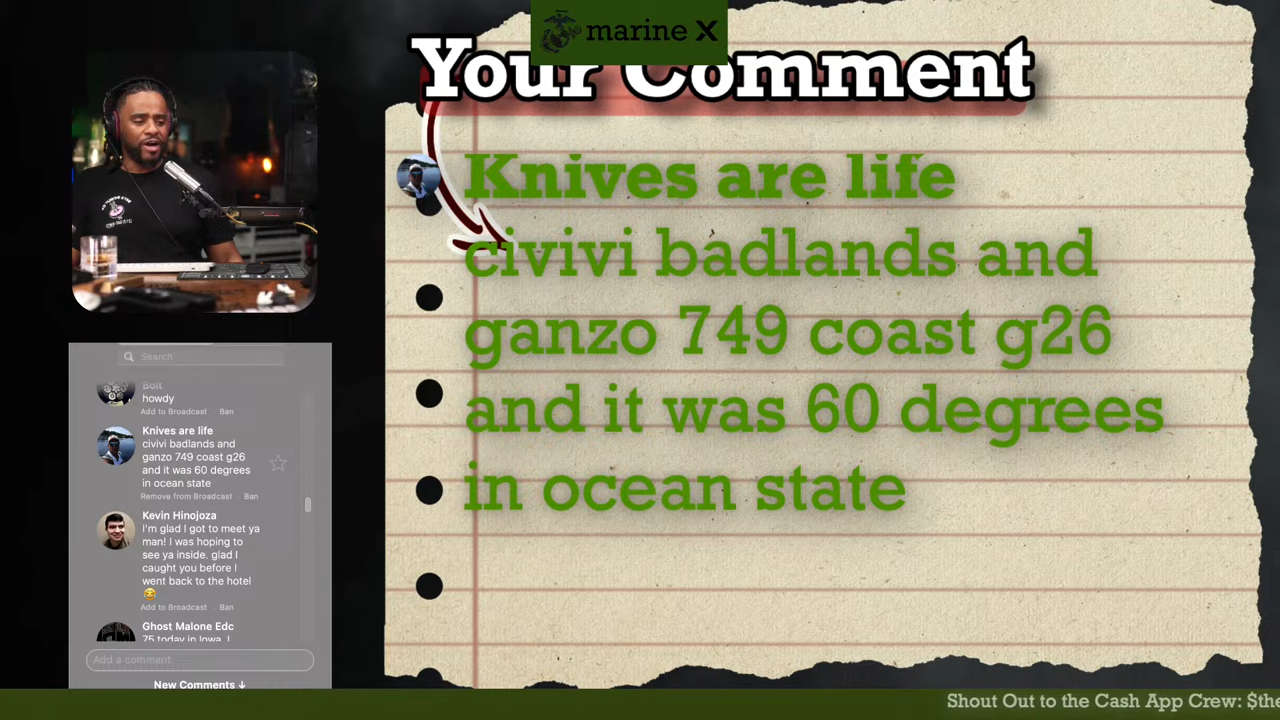 marine X
Your Comment
Knives are life
civivi badlands and
ganzo 749 coast g26
and it was 60 degrees
in ocean state
Search
Bolt
howdy
Add to Broadcast · Ban
Knives are life
civivi badlands and
ganzo 749 coast g26
and it was 60 degrees
in ocean state
Remove from Broadcast Ban
Kevin Hinojoza
I'm glad I got to meet ya
man! I was hoping to
see ya inside. glad I
caught you before I
went back to the hotel
😂
Add to Broadcast · Ban
Ghost Malone Edc
75 today in Iowa. I
Add a comment
New Comments ↓
Shout Out to the Cash App Crew: $the